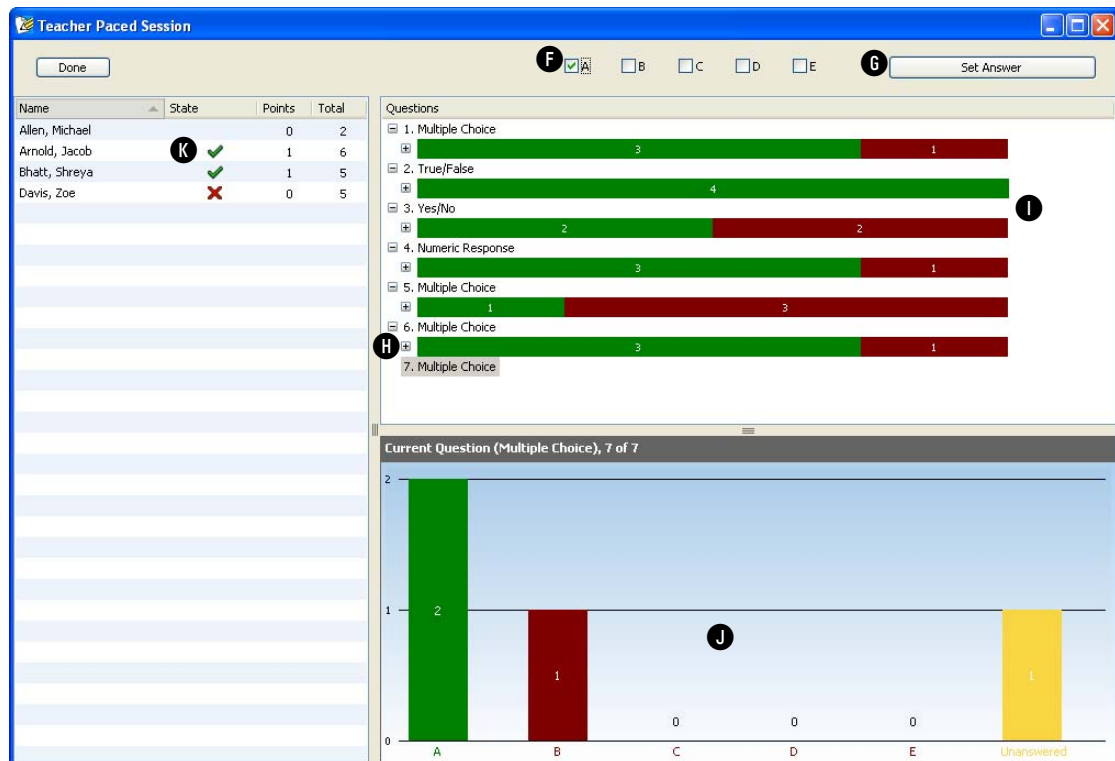 Teacher Paced Session
Done
F A B C D E G Set Answer
Name State Points Total
Allen, Michael 0 2
Arnold, Jacob K 1 6
Bhatt, Shreya 1 5
Davis, Zoe 0 5
Questions
1. Multiple Choice
3 1
2. True/False
4
I
3. Yes/No
2 2
4. Numeric Response
3 1
5. Multiple Choice
1 3
6. Multiple Choice
H 3 1
7. Multiple Choice
Current Question (Multiple Choice), 7 of 7
2
1 2
J
1 1
0 0 0
0
A B C D E Unanswered